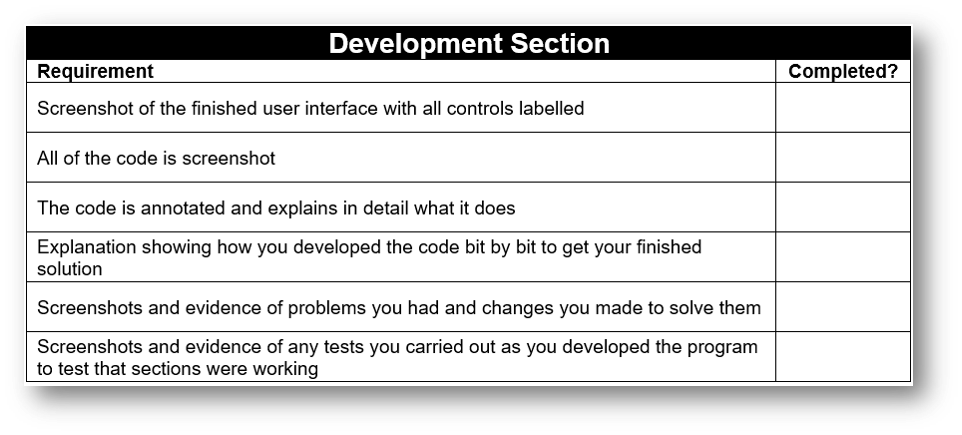 Development Section
Requirement Completed?
Screenshot of the finished user interface with all controls labelled
All of the code is screenshot
The code is annotated and explains in detail what it does
Explanation showing how you developed the code bit by bit to get your finished
solution
Screenshots and evidence of problems you had and changes you made to solve them
Screenshots and evidence of any tests you carried out as you developed the program
to test that sections were working